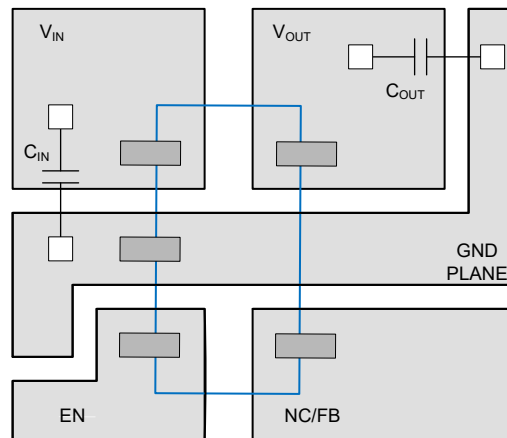 VIN
VOUT
COUT
CIN
GND
PLANE
EN
NC/FB